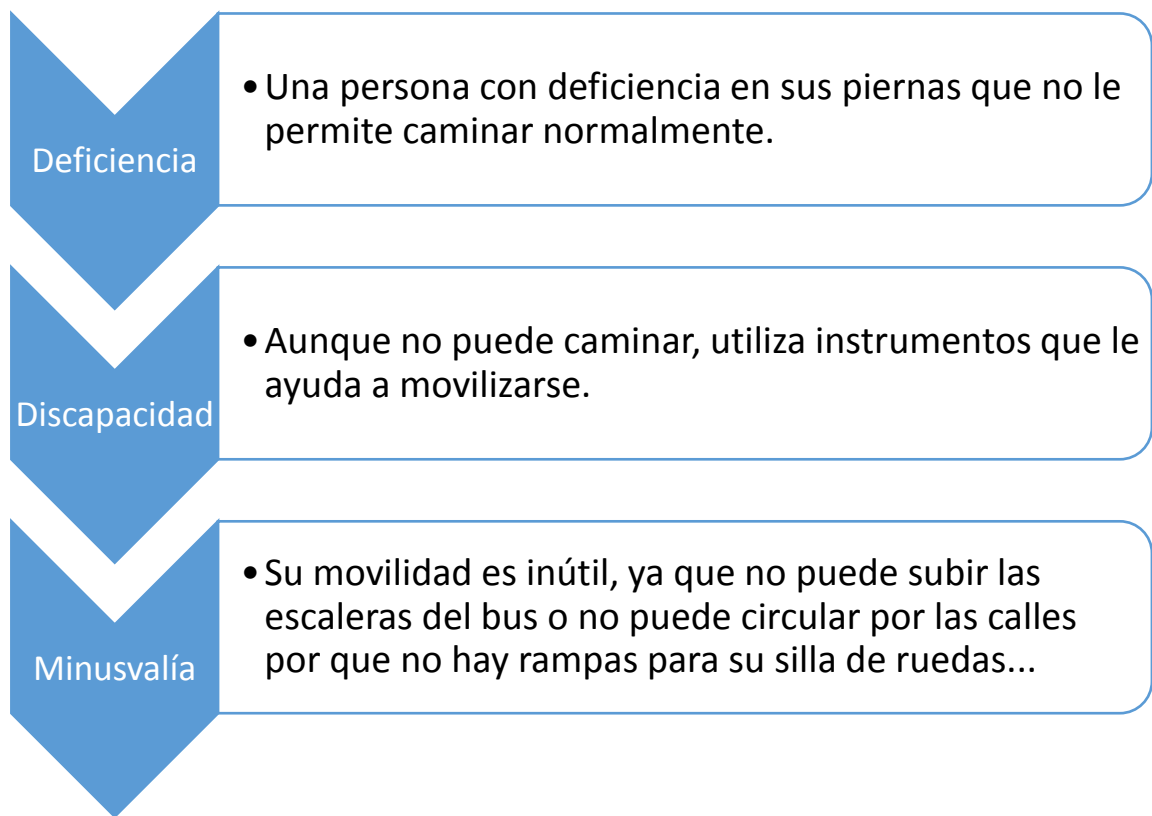 Deficiencia
•Una persona con deficiencia en sus piernas que no le
permite caminar normalmente.
Discapacidad
•Aunque no puede caminar, utiliza instrumentos que le
ayuda a movilizarse.
Minusvalía
•Su movilidad es inútil, ya que no puede subir las
escaleras del bus o no puede circular por las calles
por que no hay rampas para su silla de ruedas...